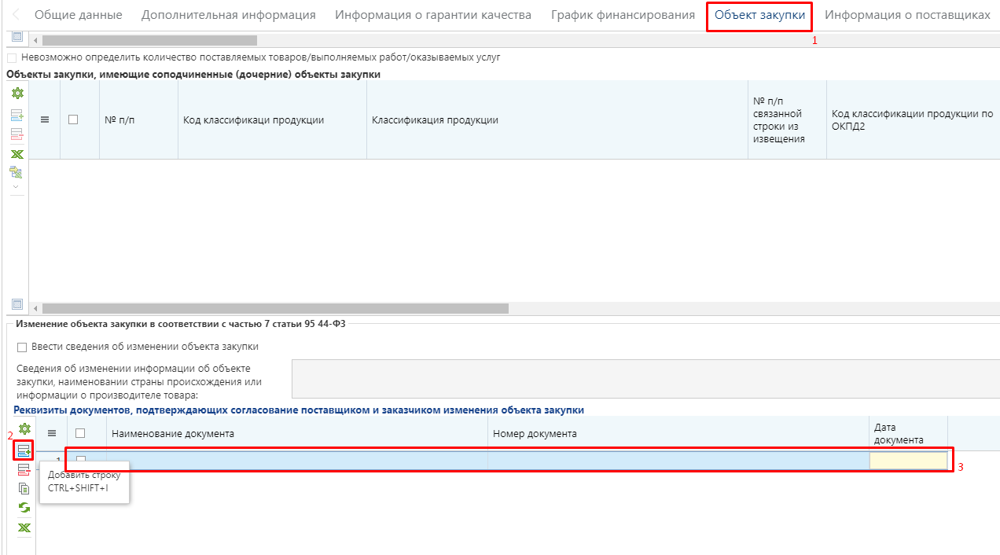 Общие данные Дополнительная информация Информация о гарантии качества График финансирования Объект закупки Информация о поставщиках
1
Невозможно определить количество поставляемых товаров/выполняемых работ/оказываемых услуг
Объекты закупки, имеющие соподчиненные (дочерние) объекты закупки
№ п/п
Код классификаци продукции
Классификация продукции
№ п/п
связанной
строки из
извещения
Код классификации продукции по
ОКПД2
Изменение объекта закупки в соответствии с частью 7 статьи 95 44-ФЗ
Ввести сведения об изменении объекта закупки
Сведения об изменении информации об объекте
закупки, наименовании страны происхождения или
информации о производителе товара:
Реквизиты документов, подтверждающих согласование поставщиком и заказчиком изменения объекта закупки
2
Наименование документа
Номер документа
Дата
документа
1
3
Добавить строку
CTRL+SHIFT+I